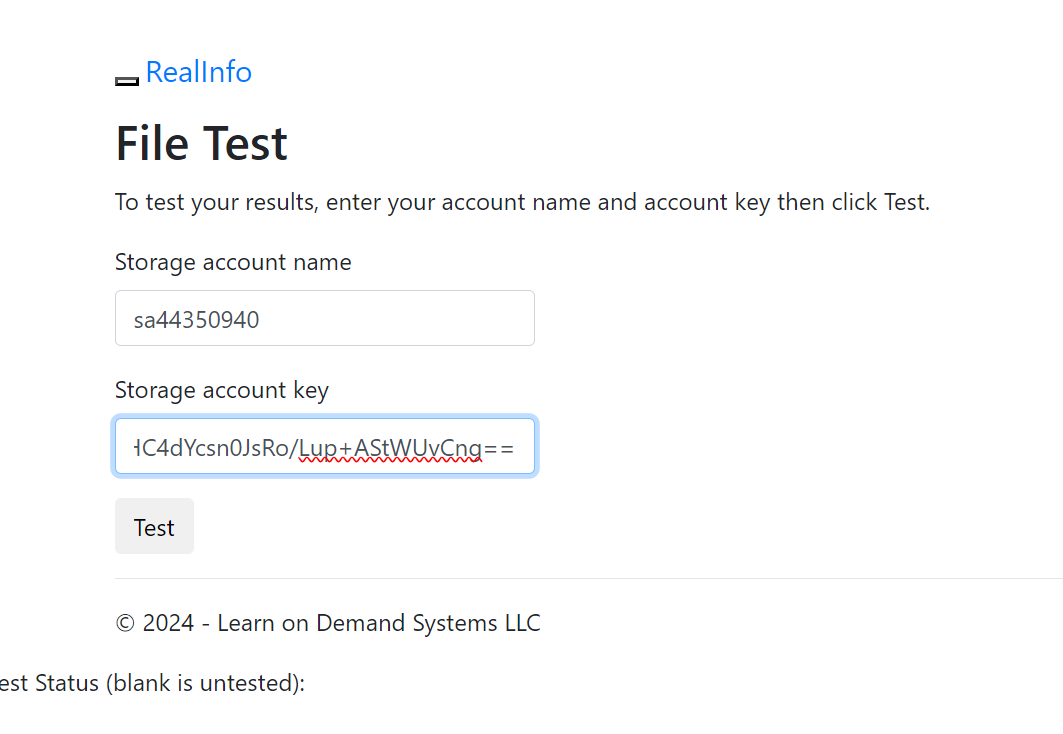 RealInfo
File Test
To test your results, enter your account name and account key then click Test.
Storage account name
sa44350940
Storage account key
HC4dYcsn0JsRo/Lup+AStWUvCng==
Test
© 2024 - Learn on Demand Systems LLC
est Status (blank is untested):